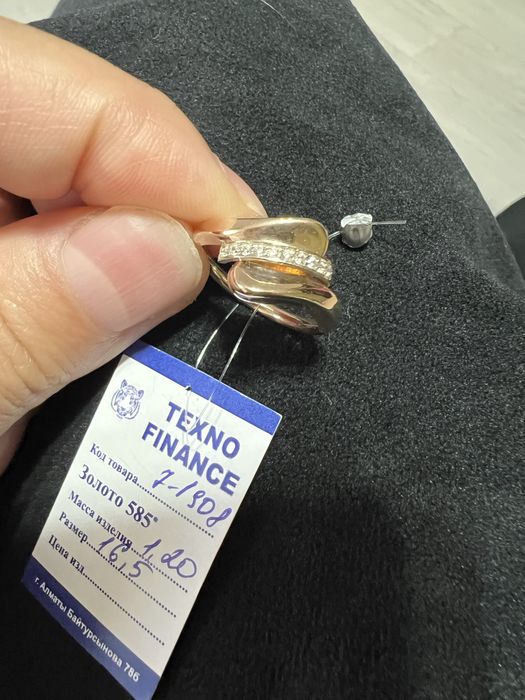 TEXNO
FINANCE
Код товара 7-1908
Золото 585°
Масса изделия 1,20
Размер 16,5
Цена изд.
г. Алматы Байтурсынова 78б